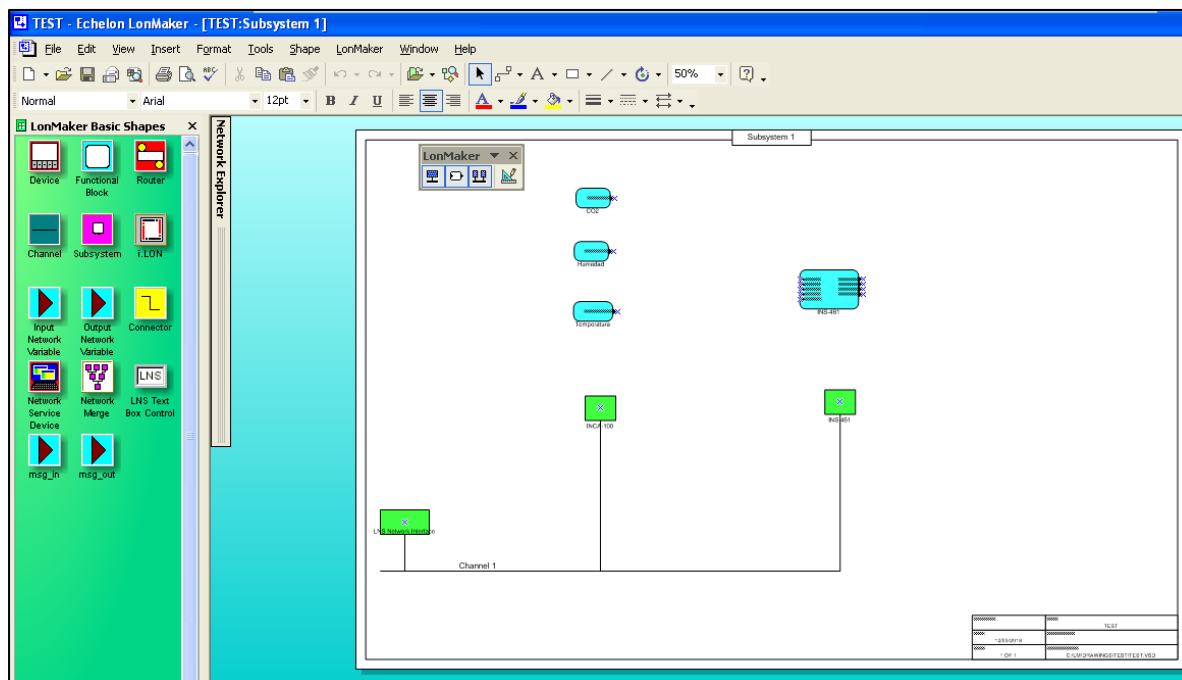 TEST - Echelon LonMaker - [TEST:Subsystem 1]
File Edit View Insert Format Tools Shape LonMaker Window Help
50%
Normal Arial 12pt B I U A
LonMaker Basic Shapes
Network Explorer
Device
Functional Block
Router
Channel
Subsystem
i.LON
Input Network Variable
Output Network Variable
Connector
Network Service Device
Network Merge
LNS
LNS Text Box Control
msg_in
msg_out
Subsystem 1
LonMaker
CO2
Humedad
Temperature
INS-461
INCA-100
INS-461
LNS Network Interface
Channel 1
TEST
1 OF 1